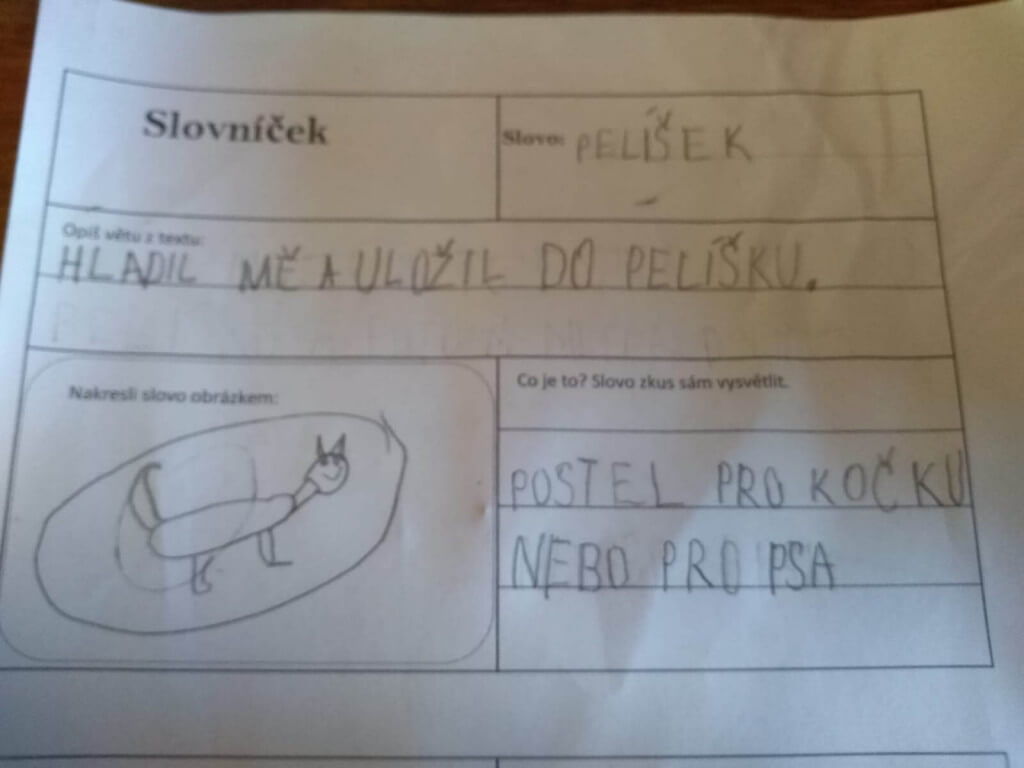 Slovníček
Slovo: PELÍŠEK
Opiš větu z textu:
HLADIL MĚ A ULOŽIL DO PELÍŠKU.
Nakresli slovo obrázkem:
Co je to? Slovo zkus sám vysvětlit.
POSTEL PRO KOČKU
NEBO PRO PSA